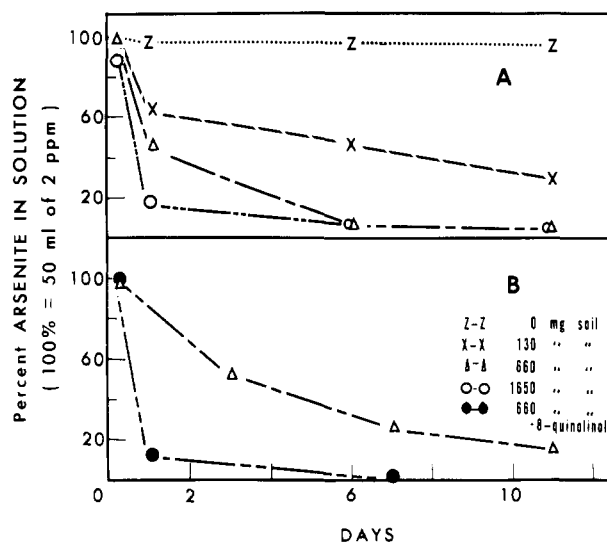 Percent ARSENITE IN SOLUTION
( 100% = 50 ml of 2 ppm )
100
60
20
A
100
60
20
B
Z-Z 0 mg soil
X-X 130 " "
Δ-Δ 660 " "
O-O 1650 " "
●-● 660 " "
+8-quinolinol
0 2 6 10
DAYS